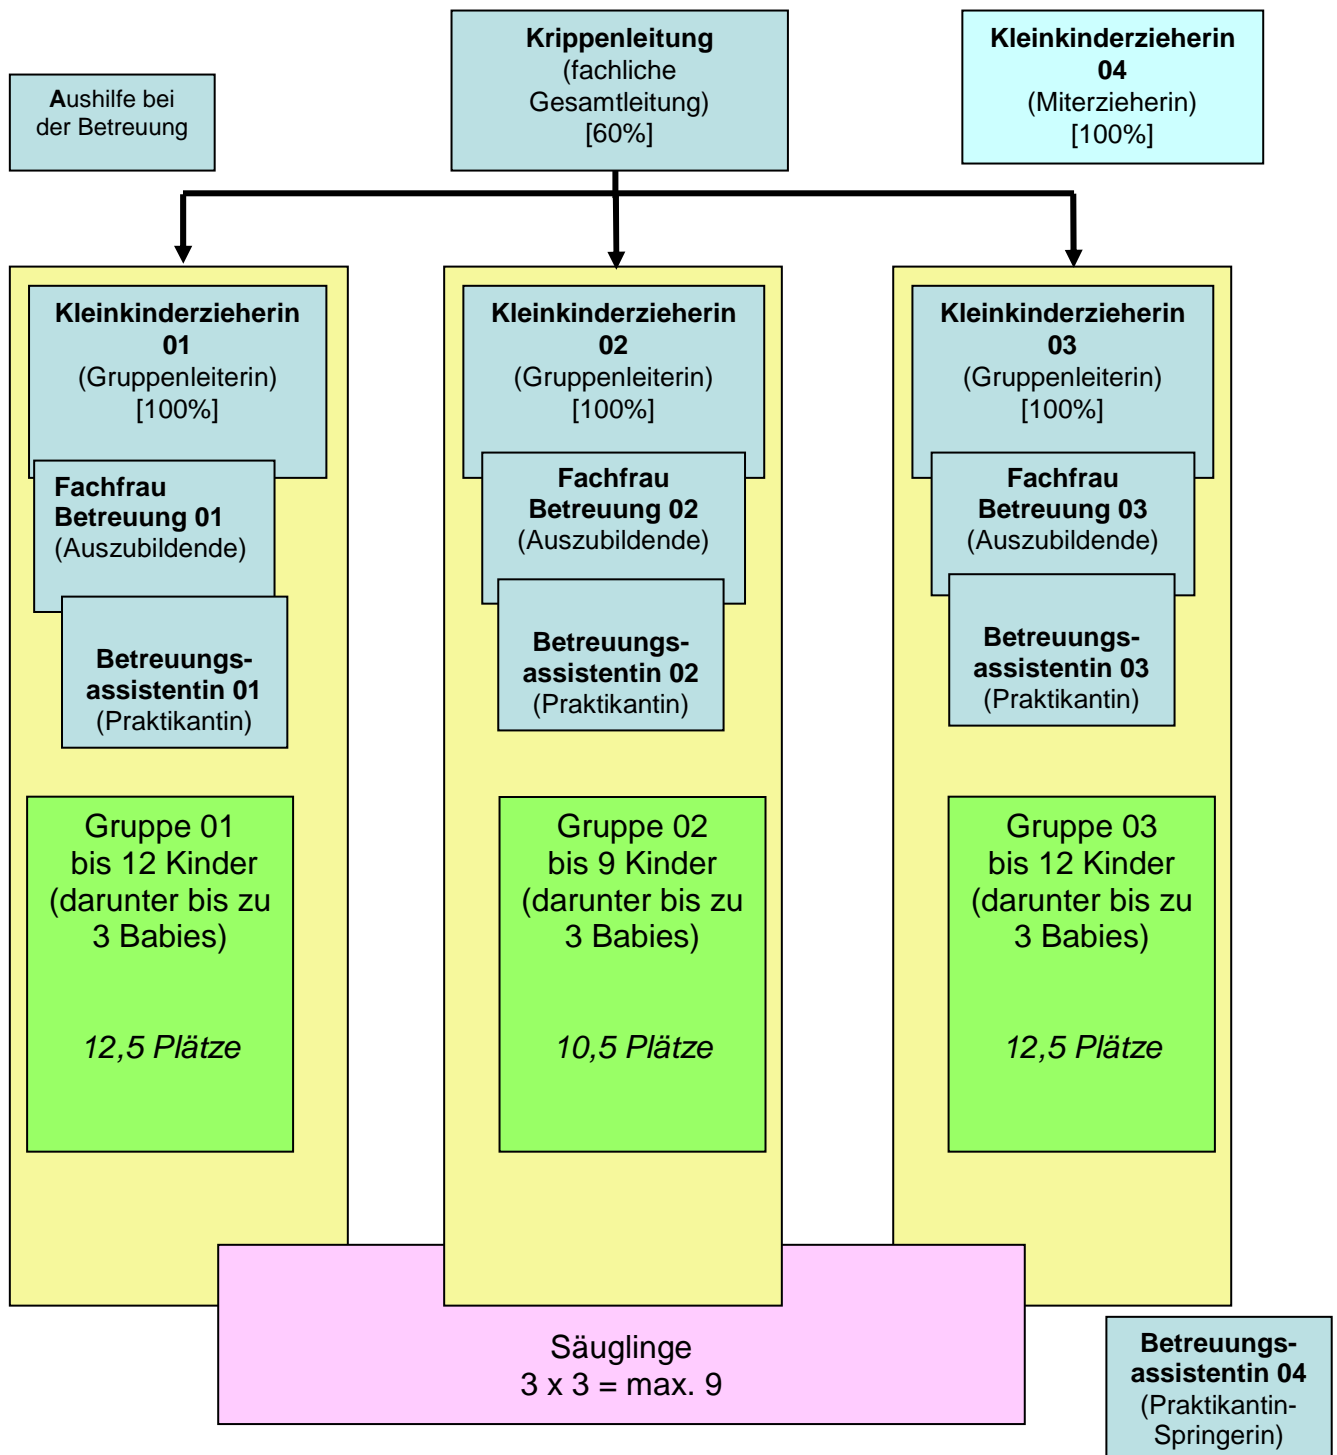 Aushilfe bei
der Betreuung
Krippenleitung
(fachliche
Gesamtleitung)
[60%]
Kleinkinderzieherin
04
(Miterzieherin)
[100%]
Kleinkinderzieherin
01
(Gruppenleiterin)
[100%]
Fachfrau
Betreuung 01
(Auszubildende)
Betreuungs-
assistentin 01
(Praktikantin)
Gruppe 01
bis 12 Kinder
(darunter bis zu
3 Babies)
12,5 Plätze
Kleinkinderzieherin
02
(Gruppenleiterin)
[100%]
Fachfrau
Betreuung 02
(Auszubildende)
Betreuungs-
assistentin 02
(Praktikantin)
Gruppe 02
bis 9 Kinder
(darunter bis zu
3 Babies)
10,5 Plätze
Kleinkinderzieherin
03
(Gruppenleiterin)
[100%]
Fachfrau
Betreuung 03
(Auszubildende)
Betreuungs-
assistentin 03
(Praktikantin)
Gruppe 03
bis 12 Kinder
(darunter bis zu
3 Babies)
12,5 Plätze
Säuglinge
3 x 3 = max. 9
Betreuungs-
assistentin 04
(Praktikantin-
Springerin)